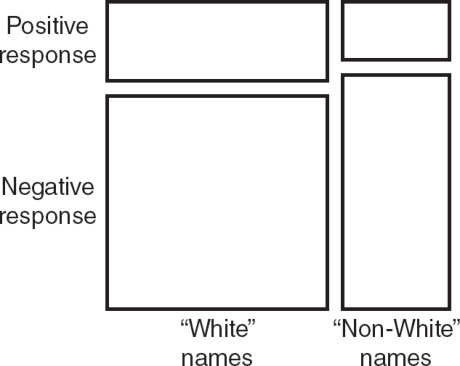 Positive
response
Negative
response
“White”
names
“Non-White”
names